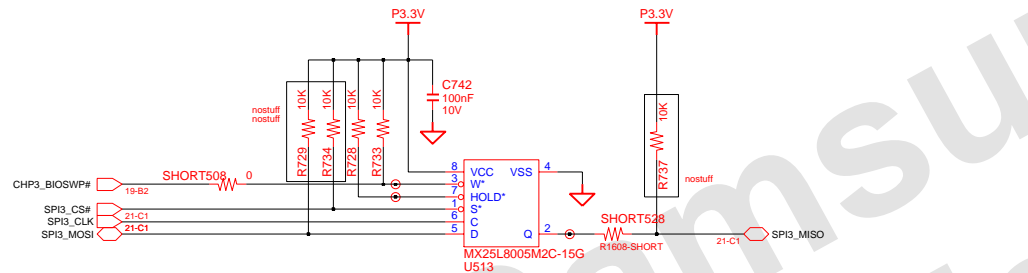 P3.3V
P3.3V
C742
100nF
10V
nostuff
nostuff
10K
10K
10K
10K
R729
R734
R728
R733
10K
R737
nostuff
SHORT508
0
CHP3_BIOSWP#
19-B2
SPI3_CS#
21-C1
SPI3_CLK
21-C1
SPI3_MOSI
8
VCC
VSS
4
3
W*
7
HOLD*
1
S*
6
C
5
D
Q
2
MX25L8005M2C-15G
U513
SHORT528
R1608-SHORT
21-C1
SPI3_MISO
msu